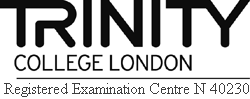 TRINITY
COLLEGE LONDON
Registered Examination Centre N 40230